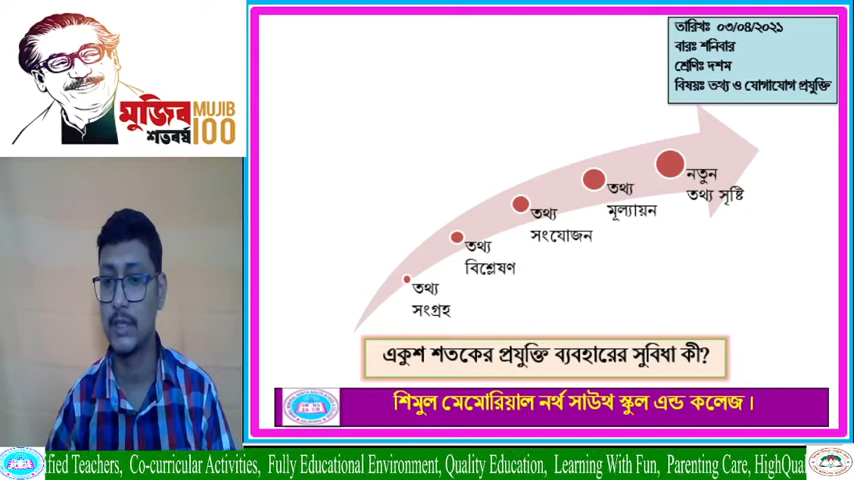 মুজিব
শতবর্ষ
MUJIB
100
তারিখঃ ০৩/০৪/২০২১
বারঃ শনিবার
শ্রেণিঃ দশম
বিষয়ঃ তথ্য ও যোগাযোগ প্রযুক্তি
নতুন
তথ্য সৃষ্টি
তথ্য
মূল্যায়ন
তথ্য
সংযোজন
তথ্য
বিশ্লেষণ
তথ্য
সংগ্রহ
একুশ শতকের প্রযুক্তি ব্যবহারের সুবিধা কী?
শিমুল মেমোরিয়াল নর্থ সাউথ স্কুল এন্ড কলেজ।
ified Teachers, Co-curricular Activities, Fully Educational Environment, Quality Education, Learning With Fun, Parenting Care, HighQua